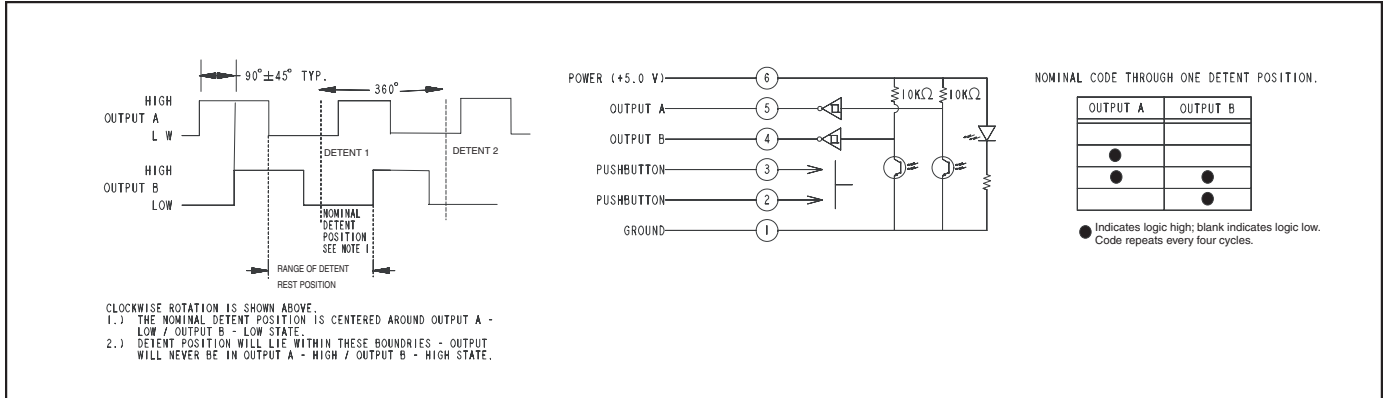 90°±45° TYP.
360°
HIGH
OUTPUT A
L W
DETENT 1
DETENT 2
HIGH
OUTPUT B
LOW
NOMINAL
DETENT
POSITION
SEE NOTE 1
RANGE OF DETENT
REST POSITION
CLOCKWISE ROTATION IS SHOWN ABOVE.
1.) THE NOMINAL DETENT POSITION IS CENTERED AROUND OUTPUT A -
LOW / OUTPUT B - LOW STATE.
2.) DETENT POSITION WILL LIE WITHIN THESE BOUNDRIES - OUTPUT
WILL NEVER BE IN OUTPUT A - HIGH / OUTPUT B - HIGH STATE.
POWER (+5.0 V) 6
OUTPUT A 5
OUTPUT B 4
PUSHBUTTON 3
PUSHBUTTON 2
GROUND 1
10KΩ 10KΩ
NOMINAL CODE THROUGH ONE DETENT POSITION.
OUTPUT A OUTPUT B
Indicates logic high; blank indicates logic low.
Code repeats every four cycles.